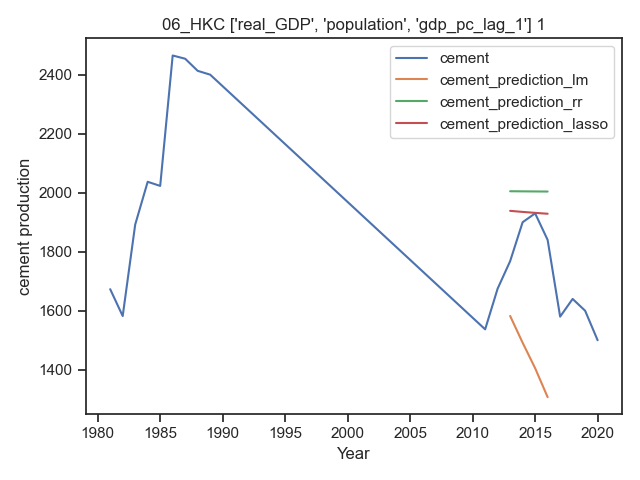 06_HKC ['real_GDP', 'population', 'gdp_pc_lag_1'] 1
cement
cement_prediction_lm
cement_prediction_rr
cement_prediction_lasso
cement production
2400
2200
2000
1800
1600
1400
1980 1985 1990 1995 2000 2005 2010 2015 2020
Year